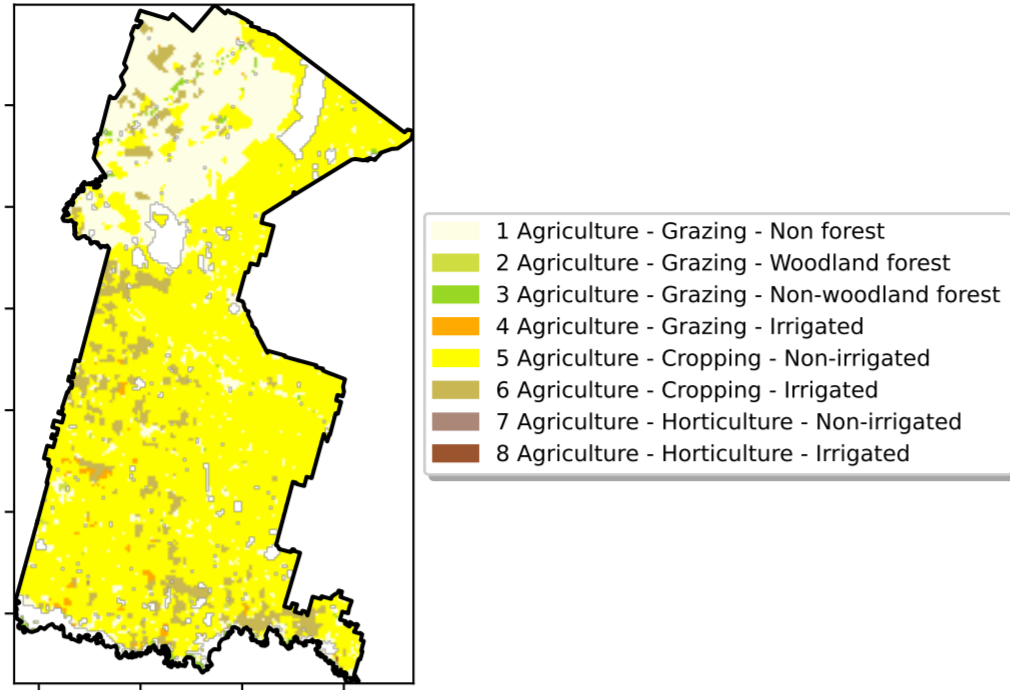 1 Agriculture - Grazing - Non forest
2 Agriculture - Grazing - Woodland forest
3 Agriculture - Grazing - Non-woodland forest
4 Agriculture - Grazing - Irrigated
5 Agriculture - Cropping - Non-irrigated
6 Agriculture - Cropping - Irrigated
7 Agriculture - Horticulture - Non-irrigated
8 Agriculture - Horticulture - Irrigated